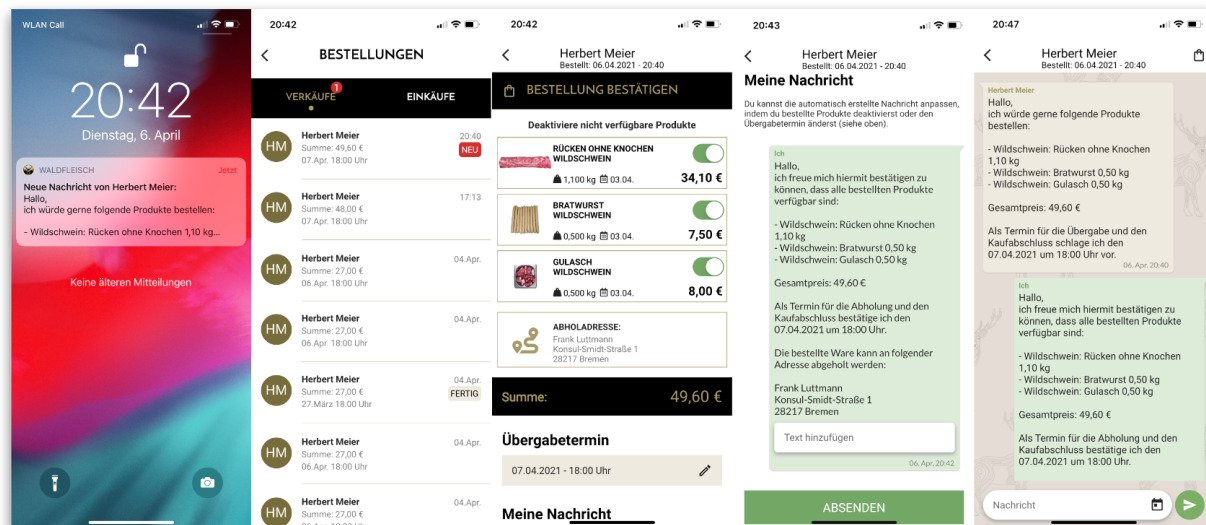 WLAN Call
20:42
Dienstag, 6. April
WALDFLEISCH
Jetzt
Neue Nachricht von Herbert Meier:
Hallo,
ich würde gerne folgende Produkte bestellen:
- Wildschwein: Rücken ohne Knochen 1,10 kg...
Keine älteren Mitteilungen
20:42
BESTELLUNGEN
VERKÄUFE
1
EINKÄUFE
HM
Herbert Meier
20:40
Summe: 49,60 €
NEU
07.Apr. 18:00 Uhr
HM
Herbert Meier
17:13
Summe: 48,00 €
07.Apr. 18:00 Uhr
HM
Herbert Meier
04.Apr.
Summe: 27,00 €
06.Apr. 18:00 Uhr
HM
Herbert Meier
04.Apr.
Summe: 27,00 €
06.Apr. 18:00 Uhr
HM
Herbert Meier
04.Apr.
Summe: 27,00 €
FERTIG
27.März 18:00 Uhr
HM
Herbert Meier
04.Apr.
Summe: 27,00 €
06.Apr. 18:00 Uhr
HM
Herbert Meier
04.Apr.
Summe: 27,00 €
20:42
Herbert Meier
Bestellt: 06.04.2021 - 20:40
BESTELLUNG BESTÄTIGEN
Deaktiviere nicht verfügbare Produkte
RÜCKEN OHNE KNOCHEN
WILDSCHWEIN
1,100 kg 03.04.
34,10 €
BRATWURST
WILDSCHWEIN
0,500 kg 03.04.
7,50 €
GULASCH
WILDSCHWEIN
0,500 kg 03.04.
8,00 €
ABHOLADRESSE:
Frank Luttmann
Konsul-Smidt-Straße 1
28217 Bremen
Summe:
49,60 €
Übergabetermin
07.04.2021 - 18:00 Uhr
Meine Nachricht
20:43
Herbert Meier
Bestellt: 06.04.2021 - 20:40
Meine Nachricht
Du kannst die automatisch erstellte Nachricht anpassen,
indem du bestellte Produkte deaktivierst oder den
Übergabetermin änderst (siehe oben).
Ich
Hallo,
ich freue mich hiermit bestätigen zu
können, dass alle bestellten Produkte
verfügbar sind:
- Wildschwein: Rücken ohne Knochen
1,10 kg
- Wildschwein: Bratwurst 0,50 kg
- Wildschwein: Gulasch 0,50 kg
Gesamtpreis: 49,60 €
Als Termin für die Abholung und den
Kaufabschluss bestätige ich den
07.04.2021 um 18:00 Uhr.
Die bestellte Ware kann an folgender
Adresse abgeholt werden:
Frank Luttmann
Konsul-Smidt-Straße 1
28217 Bremen
Text hinzufügen
06. Apr. 20:42
ABSENDEN
20:47
Herbert Meier
Bestellt: 06.04.2021 - 20:40
Herbert Meier
Hallo,
ich würde gerne folgende Produkte
bestellen:
- Wildschwein: Rücken ohne Knochen
1,10 kg
- Wildschwein: Bratwurst 0,50 kg
- Wildschwein: Gulasch 0,50 kg
Gesamtpreis: 49,60 €
Als Termin für die Übergabe und den
Kaufabschluss schlage ich den
07.04.2021 um 18:00 Uhr vor.
06. Apr. 20:40
Ich
Hallo,
ich freue mich hiermit bestätigen zu
können, dass alle bestellten Produkte
verfügbar sind:
- Wildschwein: Rücken ohne Knochen
1,10 kg
- Wildschwein: Bratwurst 0,50 kg
- Wildschwein: Gulasch 0,50 kg
Gesamtpreis: 49,60 €
Als Termin für die Abholung und den
Kaufabschluss bestätige ich den
07.04.2021 um 18:00 Uhr.
Nachricht